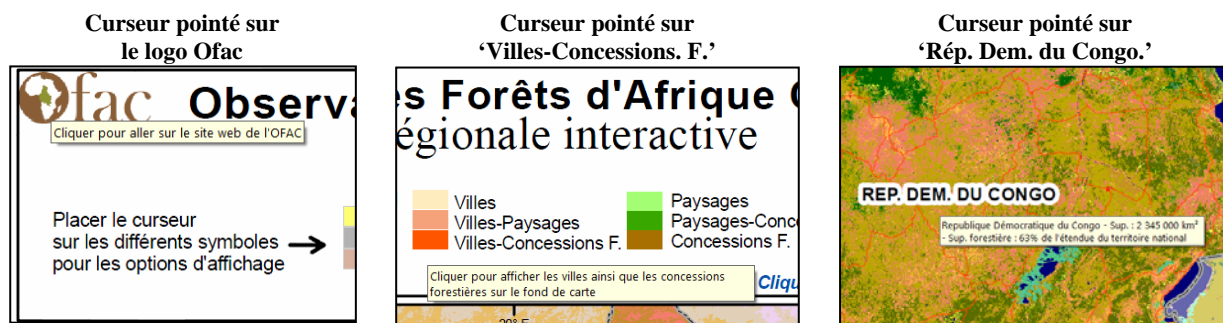 Curseur pointé sur
le logo Ofac
Curseur pointé sur
‘Villes-Concessions. F.’
Curseur pointé sur
‘Rép. Dem. du Congo.’
Ofac Observa
Cliquer pour aller sur le site web de l'OFAC
Placer le curseur
sur les différents symboles
pour les options d'affichage
s Forêts d'Afrique C
égionale interactive
Villes
Villes-Paysages
Villes-Concessions F.
Paysages
Paysages-Conce
Concessions F.
Cliquer pour afficher les villes ainsi que les concessions
forestières sur le fond de carte
Cliqu
20° E
REP. DEM. DU CONGO
Republique Démocratique du Congo - Sup. : 2 345 000 km²
- Sup. forestière : 63% de l'étendue du territoire national